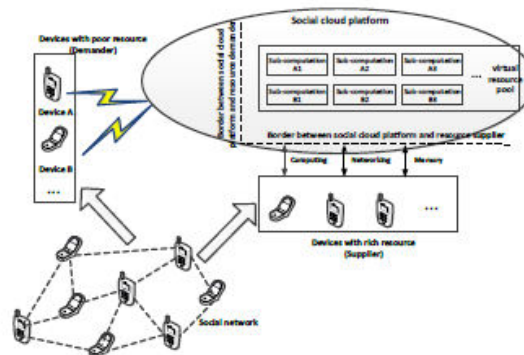 Devices with poor resource
(Demander)
Device A
Device B
...
Social cloud platform
Border between social cloud
platform and resource demander
Sub-computation
A1
Sub-computation
A2
Sub-computation
A3
Sub-computation
B1
Sub-computation
B2
Sub-computation
...
virtual
resource
pool
Border between social cloud platform and resource supplier
Computing
Networking
Memory
...
Devices with rich resource
(Supplier)
Social network